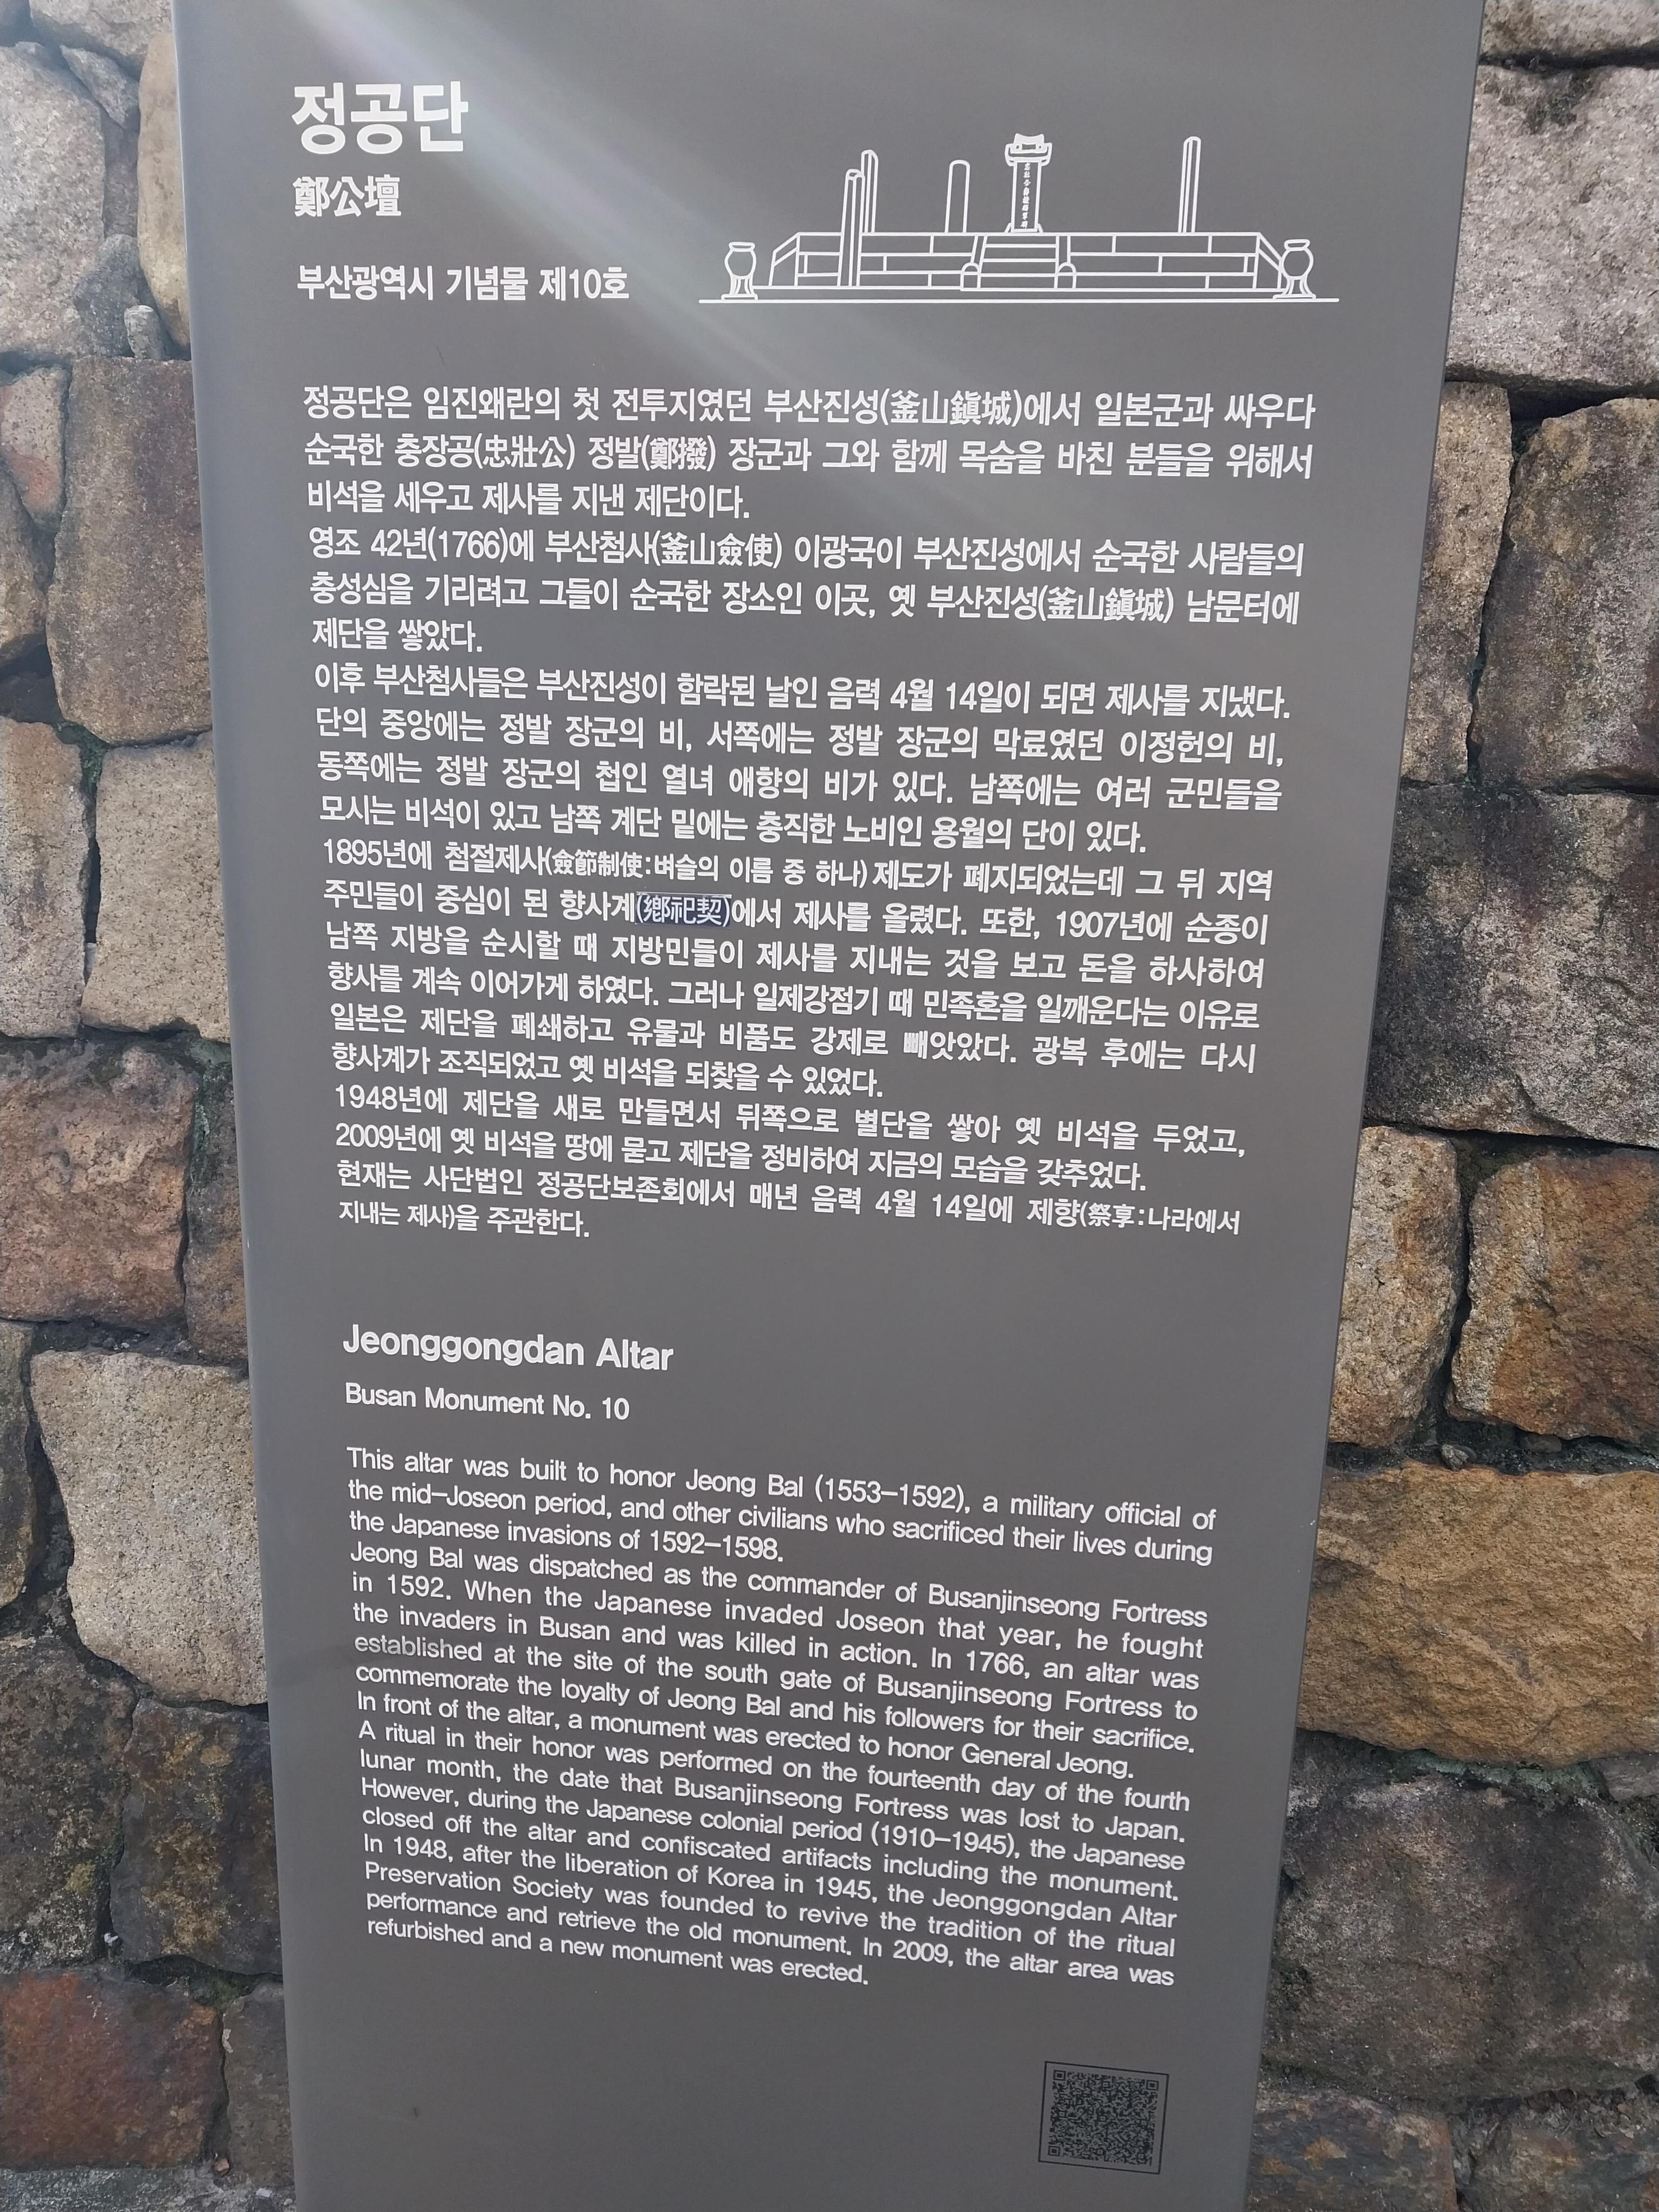 정공단
鄭公壇
부산광역시 기념물 제10호
정공단은 임진왜란의 첫 전투지였던 부산진성(釜山鎭城)에서 일본군과 싸우다
순국한 충장공(忠壯公) 정발(鄭撥) 장군과 그와 함께 목숨을 바친 분들을 위해서
비석을 세우고 제사를 지낸 제단이다.
영조 42년(1766)에 부산첨사(釜山僉使) 이광국이 부산진성에서 순국한 사람들의
충성심을 기리려고 그들이 순국한 장소인 이곳, 옛 부산진성(釜山鎭城) 남문터에
제단을 쌓았다.
이후 부산첨사들은 부산진성이 함락된 날인 음력 4월 14일이 되면 제사를 지냈다.
단의 중앙에는 정발 장군의 비, 서쪽에는 정발 장군의 막료였던 이정헌의 비,
동쪽에는 정발 장군의 첩인 열녀 애향의 비가 있다. 남쪽에는 여러 군민들을
모시는 비석이 있고 남쪽 계단 밑에는 충직한 노비인 용월의 단이 있다.
1895년에 첨절제사(僉節制使:벼슬의 이름 중 하나) 제도가 폐지되었는데 그 뒤 지역
주민들이 중심이 된 향사계(鄕祀契)에서 제사를 올렸다. 또한, 1907년에 순종이
남쪽 지방을 순시할 때 지방민들이 제사를 지내는 것을 보고 돈을 하사하여
향사를 계속 이어가게 하였다. 그러나 일제강점기 때 민족혼을 일깨운다는 이유로
일본은 제단을 폐쇄하고 유물과 비품도 강제로 빼앗았다. 광복 후에는 다시
향사계가 조직되었고 옛 비석을 되찾을 수 있었다.
1948년에 제단을 새로 만들면서 뒤쪽으로 별단을 쌓아 옛 비석을 두었고,
2009년에 옛 비석을 땅에 묻고 제단을 정비하여 지금의 모습을 갖추었다.
현재는 사단법인 정공단보존회에서 매년 음력 4월 14일에 제향(祭享:나라에서
지내는 제사)을 주관한다.
Jeonggongdan Altar
Busan Monument No. 10
This altar was built to honor Jeong Bal (1553–1592), a military official of
the mid–Joseon period, and other civilians who sacrificed their lives during
the Japanese invasions of 1592–1598.
Jeong Bal was dispatched as the commander of Busanjinseong Fortress
in 1592. When the Japanese invaded Joseon that year, he fought
the invaders in Busan and was killed in action. In 1766, an altar was
established at the site of the south gate of Busanjinseong Fortress to
commemorate the loyalty of Jeong Bal and his followers for their sacrifice.
In front of the altar, a monument was erected to honor General Jeong.
A ritual in their honor was performed on the fourteenth day of the fourth
lunar month, the date that Busanjinseong Fortress was lost to Japan.
However, during the Japanese colonial period (1910–1945), the Japanese
closed off the altar and confiscated artifacts including the monument.
In 1948, after the liberation of Korea in 1945, the Jeonggongdan Altar
Preservation Society was founded to revive the tradition of the ritual
performance and retrieve the old monument. In 2009, the altar area was
refurbished and a new monument was erected.